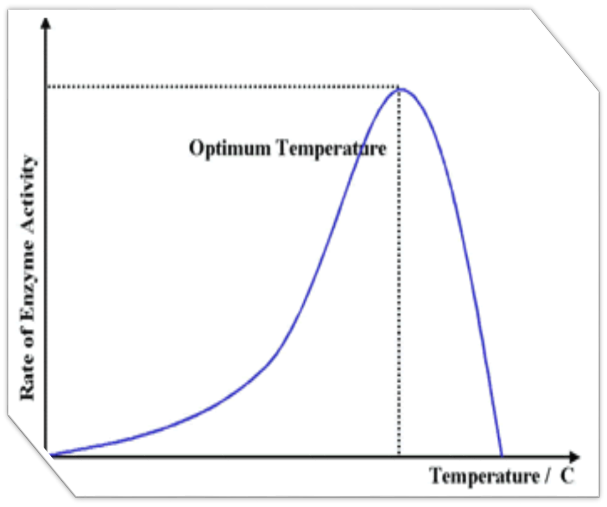 Optimum Temperature
Rate of Enzyme Activity
Temperature / C